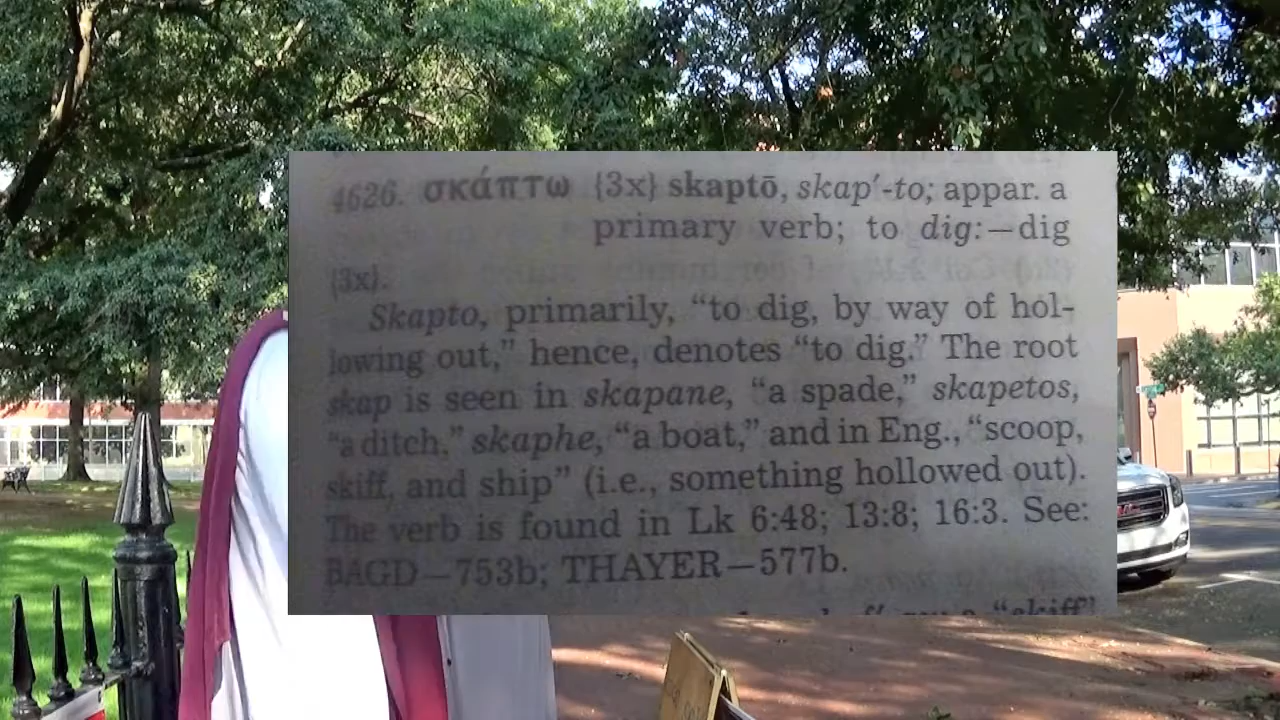 4626. σκάπτω {3x} skaptō, skap′-to; appar. a
primary verb; to dig:—dig
{3x}.
Skapto, primarily, “to dig, by way of hol-
lowing out,” hence, denotes “to dig.” The root
skap is seen in skapane, “a spade,” skapetos,
“a ditch,” skaphe, “a boat,” and in Eng., “scoop,
skiff, and ship” (i.e., something hollowed out).
The verb is found in Lk 6:48; 13:8; 16:3. See:
BAGD—753b; THAYER—577b.
“skiff”